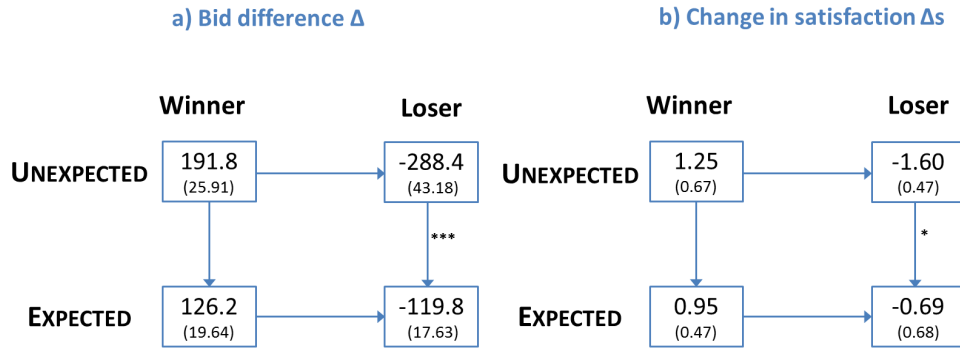 a) Bid difference Δ
Winner Loser
UNEXPECTED 191.8 -288.4
(25.91) (43.18)
***
EXPECTED 126.2 -119.8
(19.64) (17.63)
b) Change in satisfaction Δs
Winner Loser
UNEXPECTED 1.25 -1.60
(0.67) (0.47)
*
EXPECTED 0.95 -0.69
(0.47) (0.68)